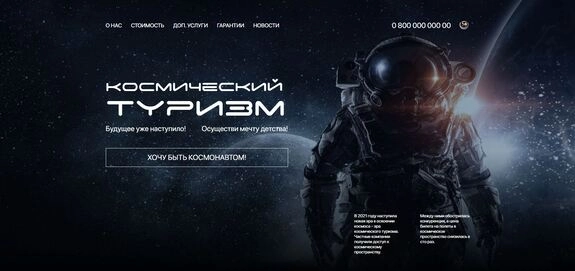 О НАС СТОИМОСТЬ ДОП. УСЛУГИ ГАРАНТИИ НОВОСТИ 0 800 000 000 00
КОСМИЧЕСКИЙ
ТУРИЗМ
Будущее уже наступило! Осуществи мечту детства!
ХОЧУ БЫТЬ КОСМОНАВТОМ!
В 2021 году наступила
новая эра в освоении
космоса - эра
космического туризма.
Частные компании
получили доступ к
космическому
пространству.
Между ними обострилась
конкуренция, а цена
билета на полеты в
космическое
пространство снизилась в
сто раз.